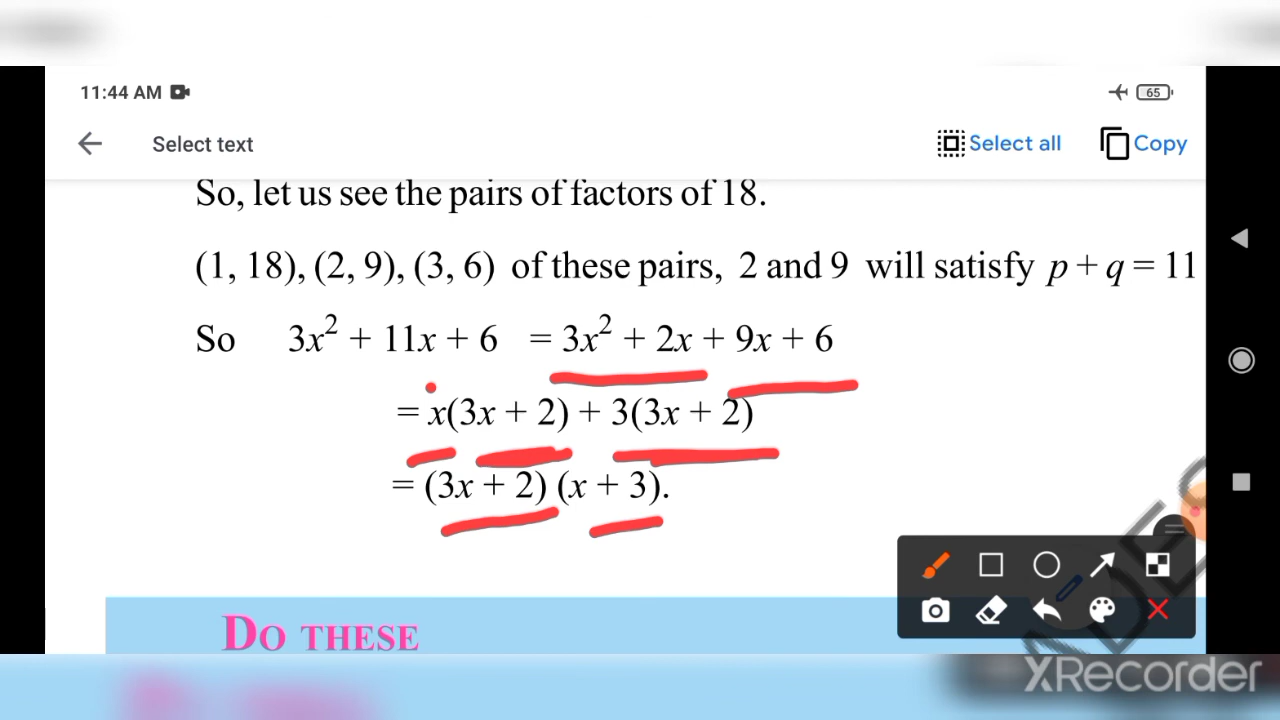 11:44 AM 65
Select text Select all Copy
So, let us see the pairs of factors of 18.
(1, 18), (2, 9), (3, 6) of these pairs, 2 and 9 will satisfy p + q = 11
So 3x² + 11x + 6 = 3x² + 2x + 9x + 6
= x(3x + 2) + 3(3x + 2)
= (3x + 2) (x + 3).
DO THESE
XRecorder